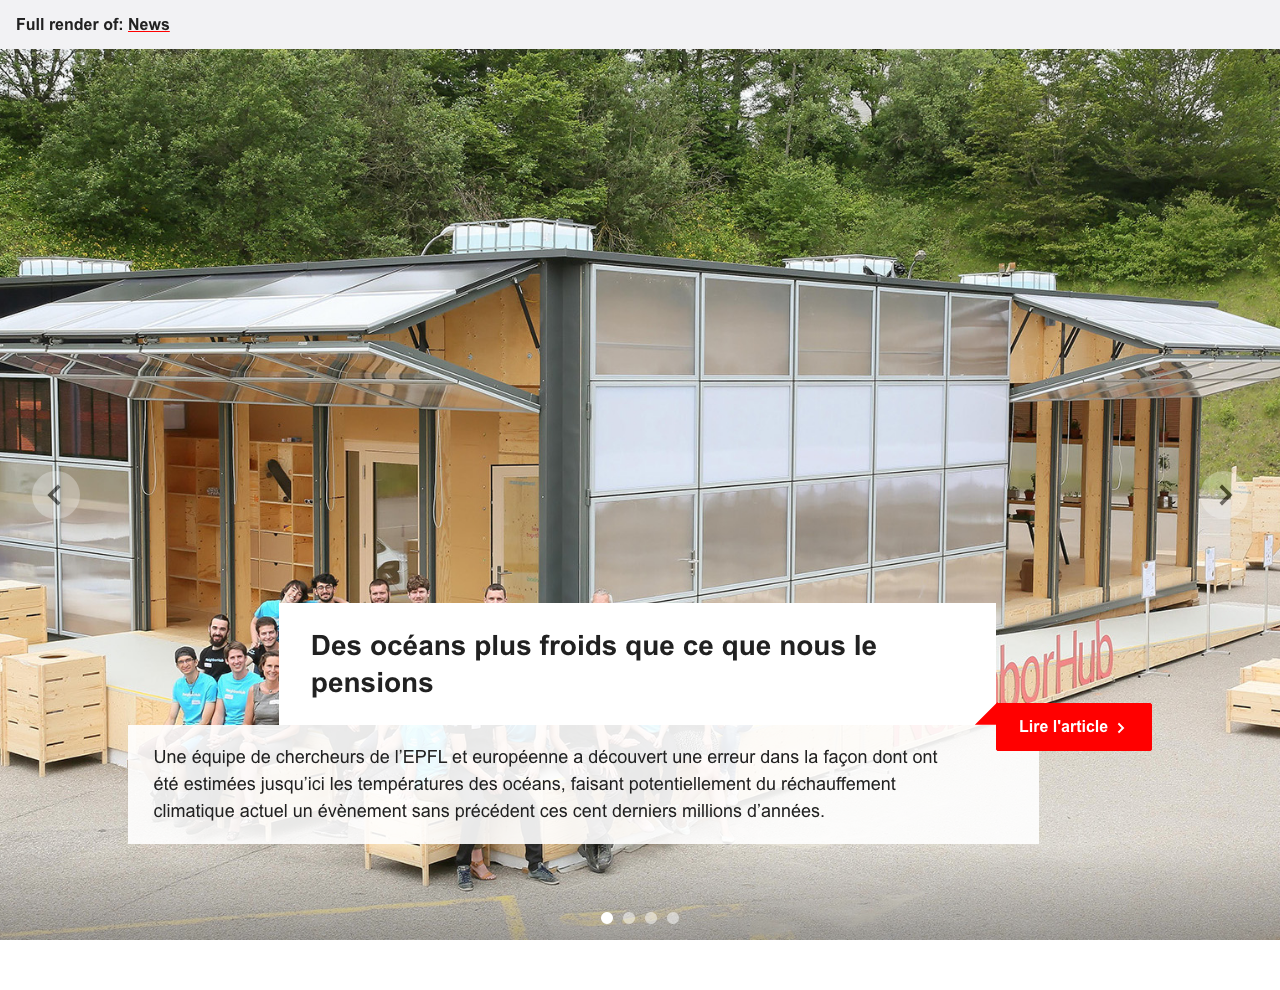 Full render of: News
Des océans plus froids que ce que nous le
pensions
borHub
Lire l'article
Une équipe de chercheurs de l’EPFL et européenne a découvert une erreur dans la façon dont ont
été estimées jusqu’ici les températures des océans, faisant potentiellement du réchauffement
climatique actuel un évènement sans précédent ces cent derniers millions d’années.